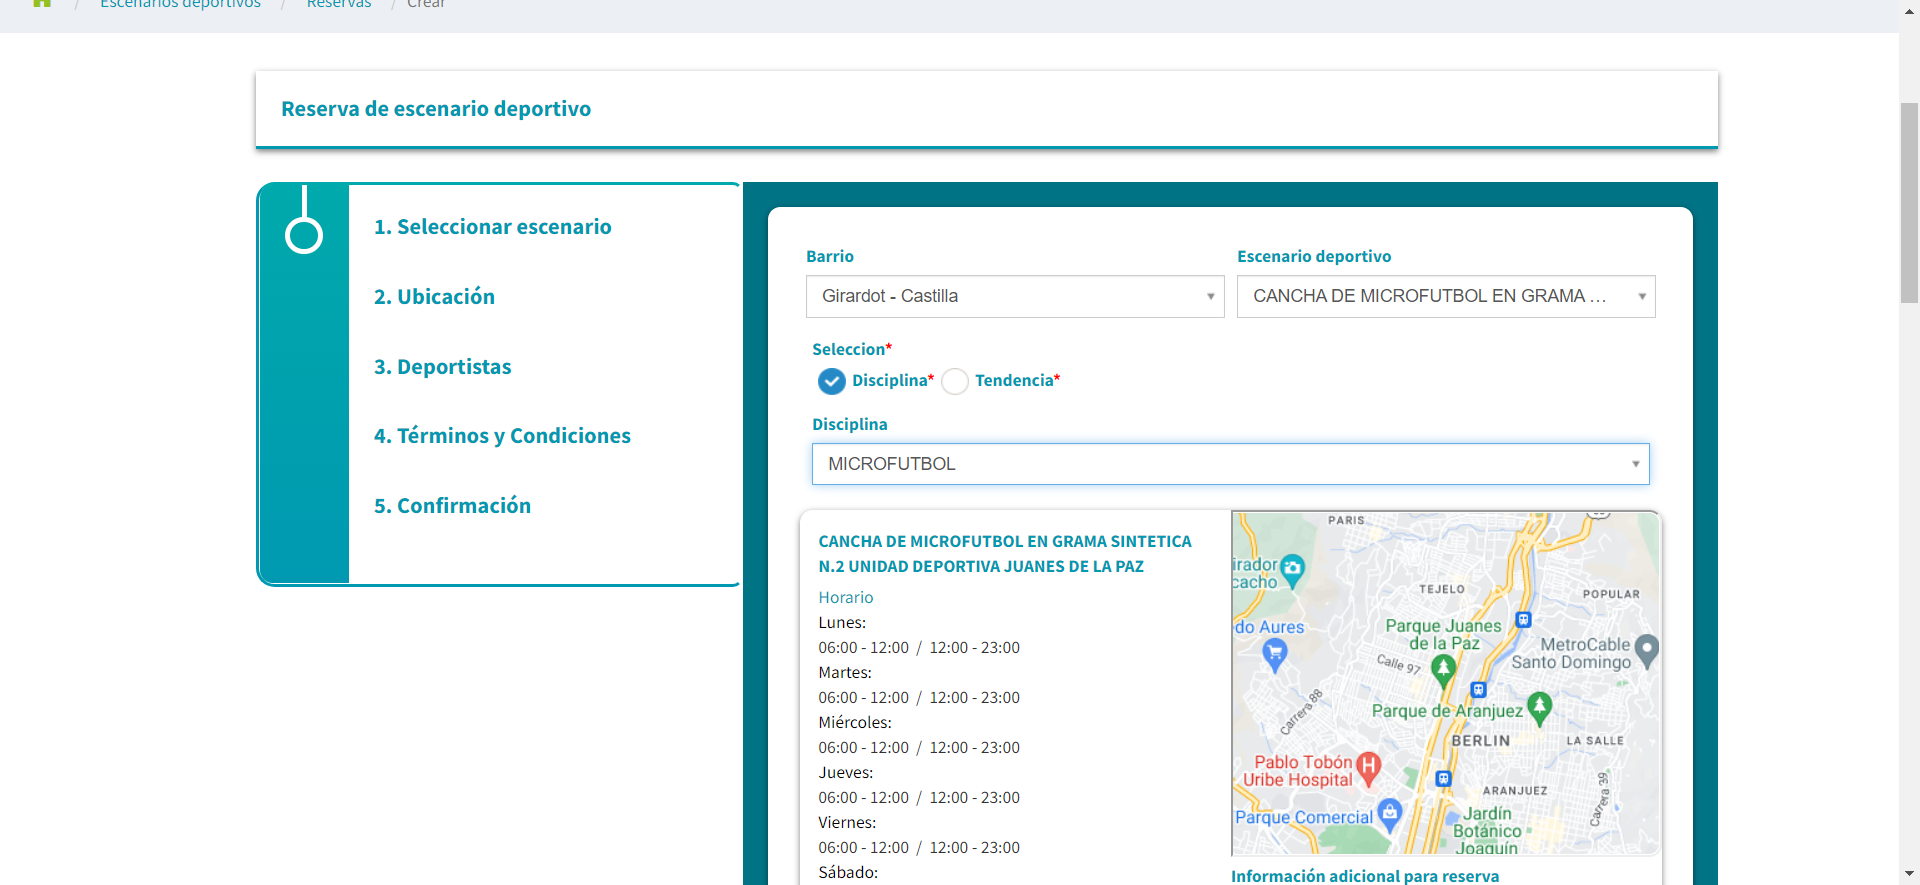 / Escenarios deportivos / Reservas / Crear
Reserva de escenario deportivo
1. Seleccionar escenario
2. Ubicación
3. Deportistas
4. Términos y Condiciones
5. Confirmación
Barrio
Girardot - Castilla
Escenario deportivo
CANCHA DE MICROFUTBOL EN GRAMA ...
Seleccion*
Disciplina* Tendencia*
Disciplina
MICROFUTBOL
CANCHA DE MICROFUTBOL EN GRAMA SINTETICA
N.2 UNIDAD DEPORTIVA JUANES DE LA PAZ
Horario
Lunes:
06:00 - 12:00 / 12:00 - 23:00
Martes:
06:00 - 12:00 / 12:00 - 23:00
Miércoles:
06:00 - 12:00 / 12:00 - 23:00
Jueves:
06:00 - 12:00 / 12:00 - 23:00
Viernes:
06:00 - 12:00 / 12:00 - 23:00
Sábado:
PARIS
irador
cacho
TEJELO
POPULAR
do Aures
Parque Juanes
de la Paz
MetroCable
Santo Domingo
Calle 97
Carrera 88
Parque de Aranjuez
BERLIN
LA SALLE
Pablo Tobón
Uribe Hospital
H
ARANJUEZ
Carrera 39
Parque Comercial
Jardín
Botánico
Joaquín
Información adicional para reserva